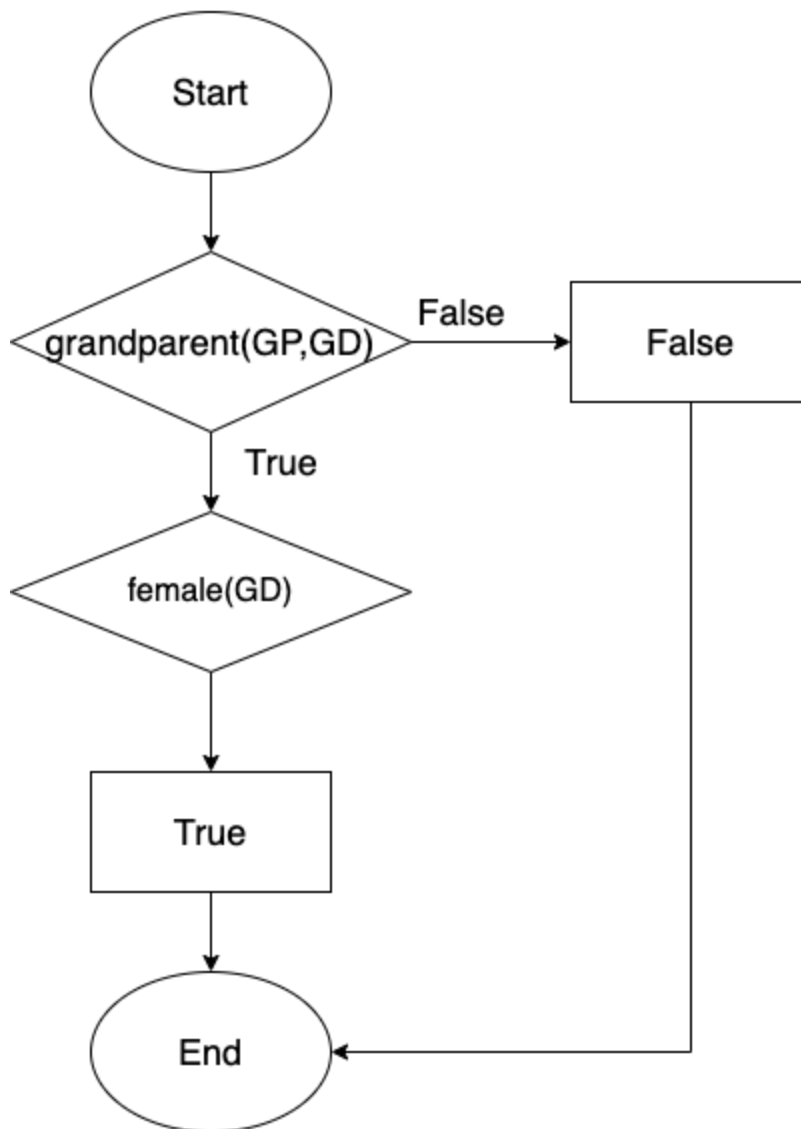 Start
grandparent(GP,GD)
False
False
True
female(GD)
True
End